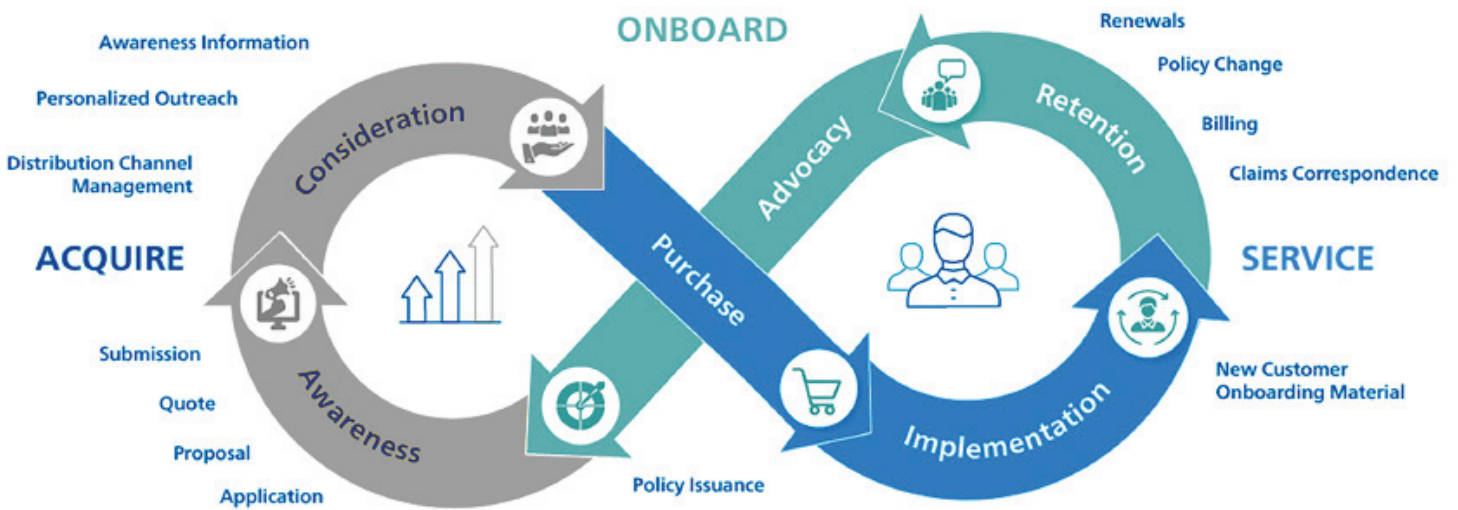 ONBOARD
Awareness Information
Personalized Outreach
Distribution Channel
Management
ACQUIRE
Submission
Quote
Proposal
Application
Consideration
Awareness
Purchase
Advocacy
Policy Issuance
Implementation
Retention
Renewals
Policy Change
Billing
Claims Correspondence
SERVICE
New Customer
Onboarding Material